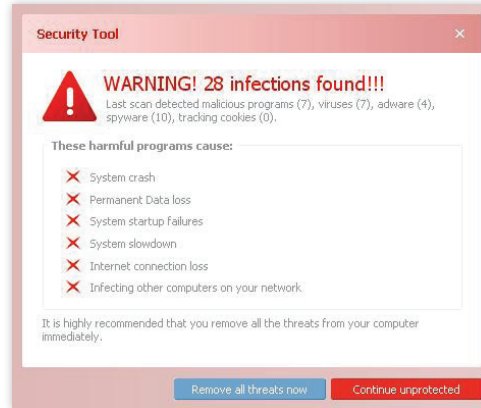 Security Tool
WARNING! 28 infections found!!!
Last scan detected malicious programs (7), viruses (7), adware (4),
spyware (10), tracking cookies (0).
These harmful programs cause:
System crash
Permanent Data loss
System startup failures
System slowdown
Internet connection loss
Infecting other computers on your network
It is highly recommended that you remove all the threats from your computer
immediately.
Remove all threats now
Continue unprotected